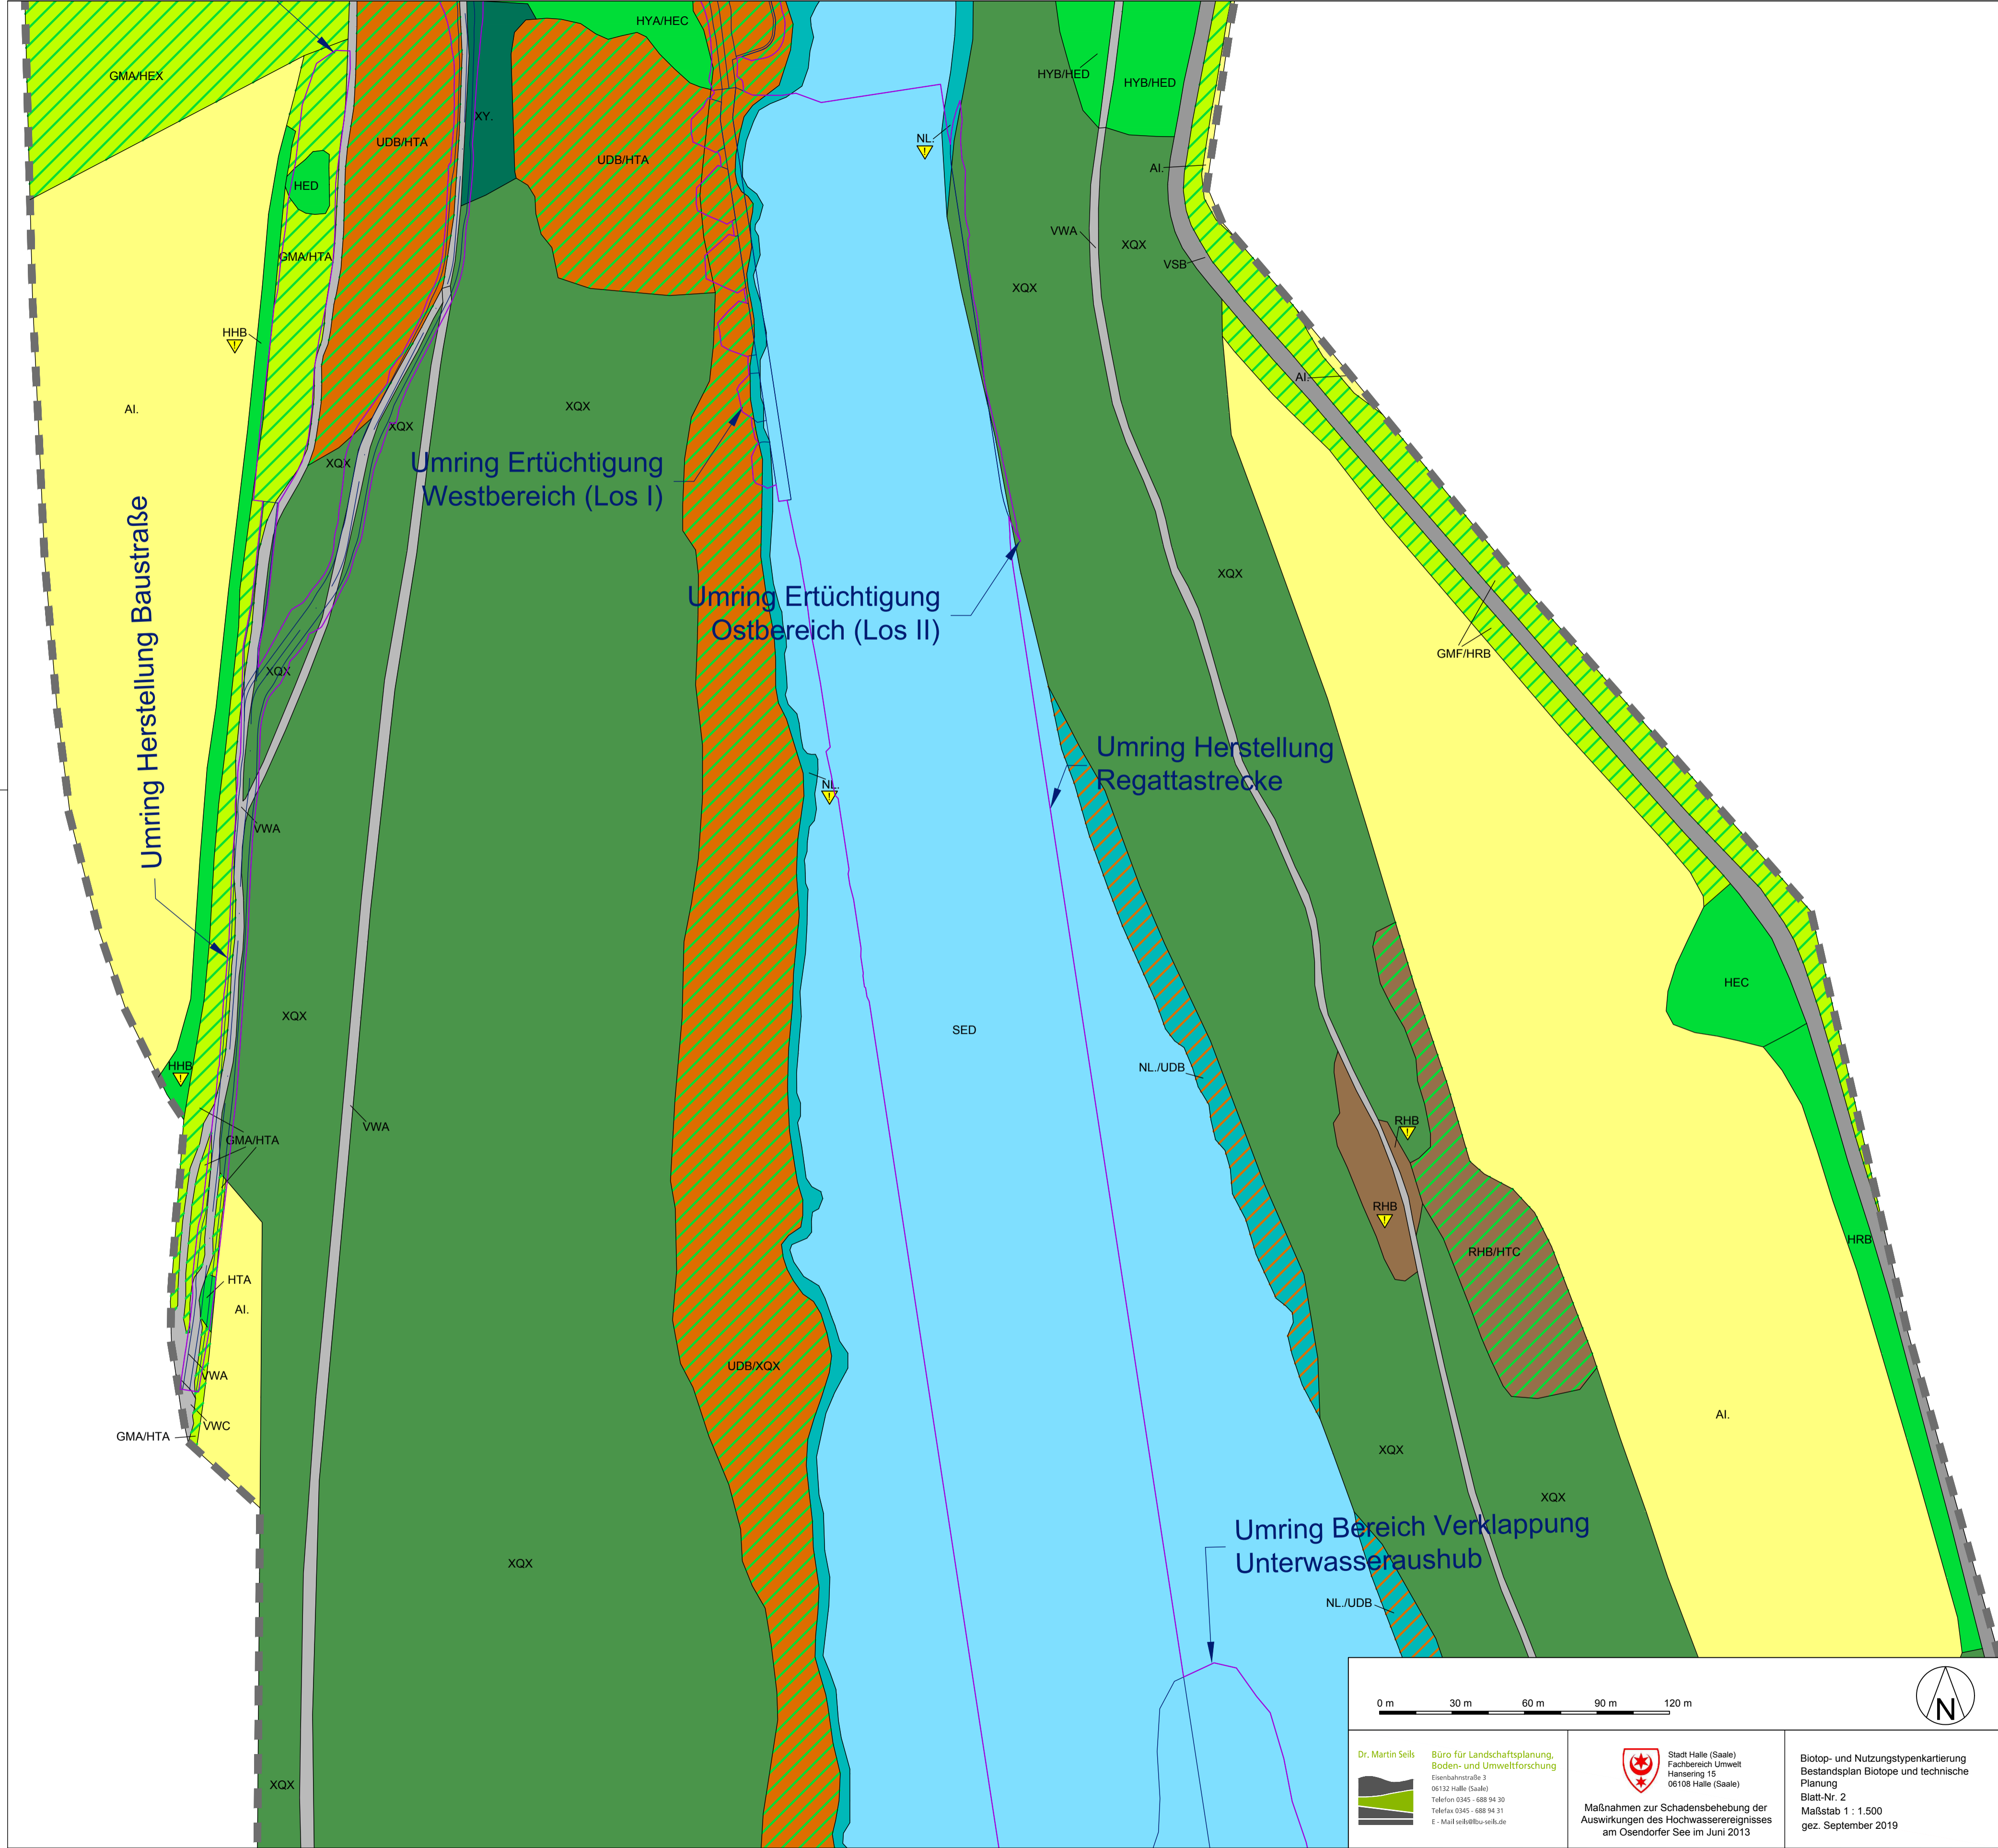 HYA/HEC
GMA/HEX
HYB/HED
HYB/HED
XY.
UDB/HTA
NL.
UDB/HTA
AI.
HED
VWA
XQX
GMA/HTA
VSB
XQX
HHB
AI.
AI.
XQX
XQX
XQX
Umring Ertüchtigung
Westbereich (Los I)
Umring Herstellung Baustraße
XQX
Umring Ertüchtigung
Ostbereich (Los II)
GMF/HRB
XQX
Umring Herstellung
Regattastrecke
NL.
VWA
HEC
XQX
SED
HHB
NL./UDB
RHB
VWA
GMA/HTA
RHB
HRB
RHB/HTC
HTA
AI.
UDB/XQX
VWA
AI.
VWC
GMA/HTA
XQX
XQX
Umring Bereich Verklappung
Unterwasseraushub
XQX
NL./UDB
XQX
0 m 30 m 60 m 90 m 120 m
N
Dr. Martin Seils
Büro für Landschaftsplanung,
Boden- und Umweltforschung
Eisenbahnstraße 3
06132 Halle (Saale)
Telefon 0345 - 688 94 30
Telefax 0345 - 688 94 31
E - Mail seils@lbu-seils.de
Stadt Halle (Saale)
Fachbereich Umwelt
Hansering 15
06108 Halle (Saale)
Maßnahmen zur Schadensbehebung der
Auswirkungen des Hochwasserereignisses
am Osendorfer See im Juni 2013
Biotop- und Nutzungstypenkartierung
Bestandsplan Biotope und technische
Planung
Blatt-Nr. 2
Maßstab 1 : 1.500
gez. September 2019